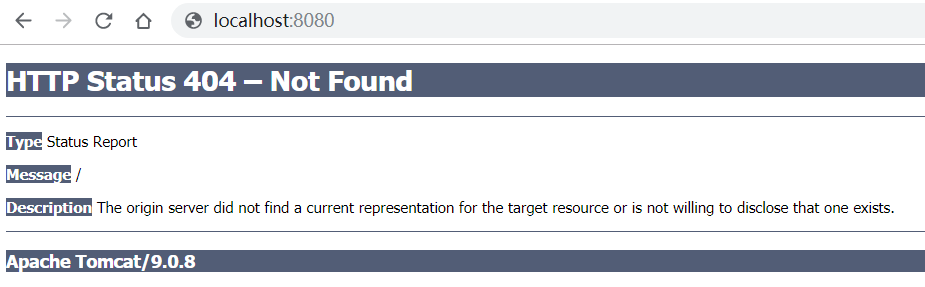 localhost:8080
HTTP Status 404 – Not Found
Type Status Report
Message /
Description The origin server did not find a current representation for the target resource or is not willing to disclose that one exists.
Apache Tomcat/9.0.8